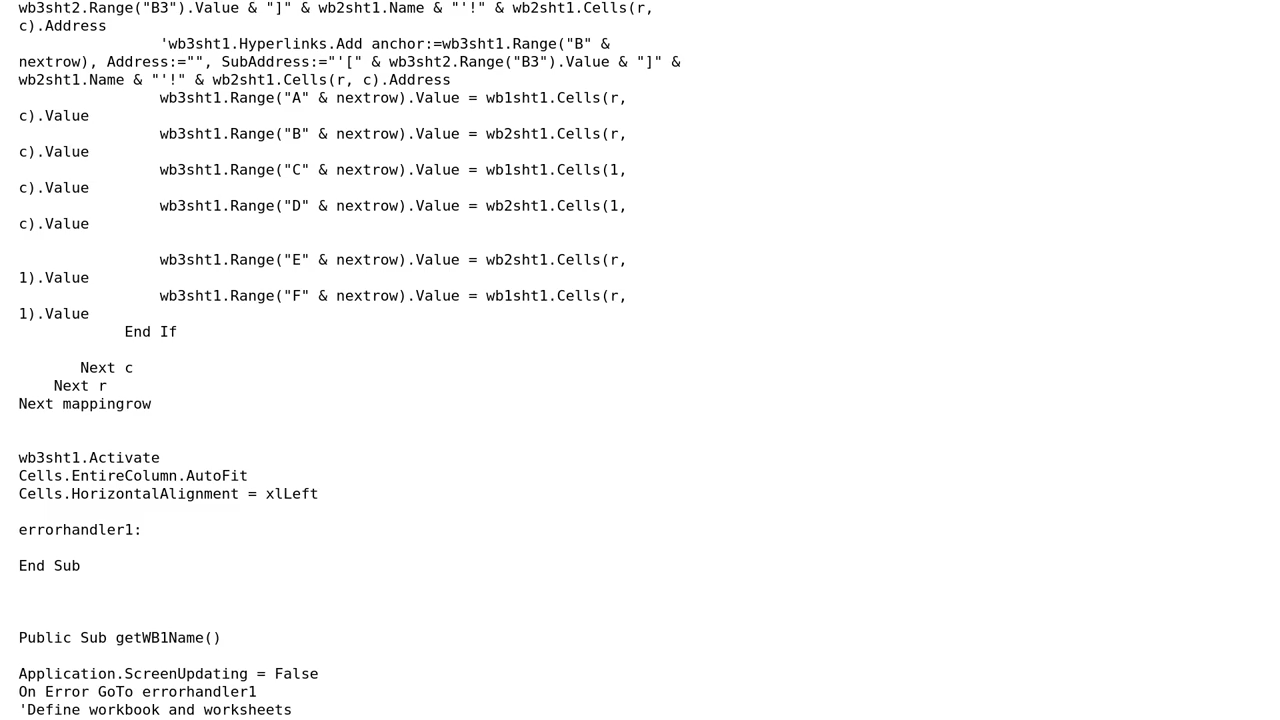 wb3sht2.Range("B3").Value & "]" & wb2sht1.Name & "'!" & wb2sht1.Cells(r,
c).Address
                'wb3sht1.Hyperlinks.Add anchor:=wb3sht1.Range("B" &
nextrow), Address:="", SubAddress:="'[" & wb3sht2.Range("B3").Value & "]" &
wb2sht1.Name & "'!" & wb2sht1.Cells(r, c).Address
                wb3sht1.Range("A" & nextrow).Value = wb1sht1.Cells(r,
c).Value
                wb3sht1.Range("B" & nextrow).Value = wb2sht1.Cells(r,
c).Value
                wb3sht1.Range("C" & nextrow).Value = wb1sht1.Cells(1,
c).Value
                wb3sht1.Range("D" & nextrow).Value = wb2sht1.Cells(1,
c).Value

                wb3sht1.Range("E" & nextrow).Value = wb2sht1.Cells(r,
1).Value
                wb3sht1.Range("F" & nextrow).Value = wb1sht1.Cells(r,
1).Value
            End If

       Next c
    Next r
Next mappingrow


wb3sht1.Activate
Cells.EntireColumn.AutoFit
Cells.HorizontalAlignment = xlLeft

errorhandler1:

End Sub



Public Sub getWB1Name()

Application.ScreenUpdating = False
On Error GoTo errorhandler1
'Define workbook and worksheets